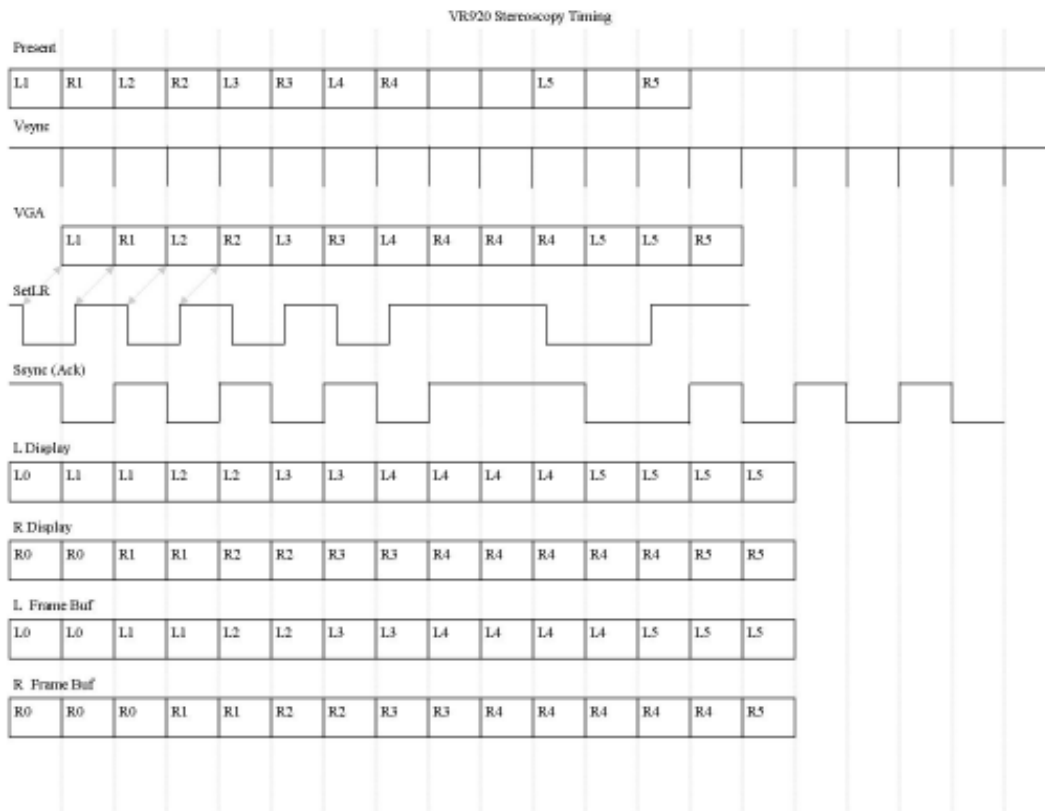 VR920 Stereoscopy Timing
Present
L1 R1 L2 R2 L3 R3 L4 R4 L5 R5
Vsync
VGA
L1 R1 L2 R2 L3 R3 L4 R4 R4 R4 L5 L5 R5
SetLR
Ssync (Ack)
L Display
L0 L1 L1 L2 L2 L3 L3 L4 L4 L4 L4 L5 L5 L5 L5
R Display
R0 R0 R1 R1 R2 R2 R3 R3 R4 R4 R4 R4 R4 R5 R5
L Frame Buf
L0 L0 L1 L1 L2 L2 L3 L3 L4 L4 L4 L4 L5 L5 L5
R Frame Buf
R0 R0 R0 R1 R1 R2 R2 R3 R3 R4 R4 R4 R4 R4 R5